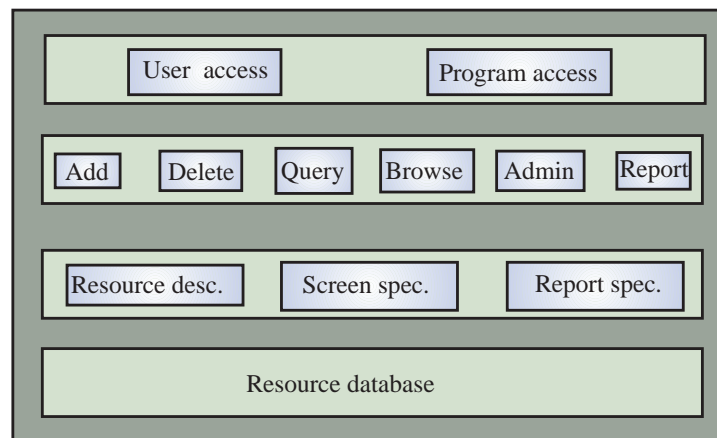 User access Program access
Add Delete Query Browse Admin Report
Resource desc. Screen spec. Report spec.
Resource database